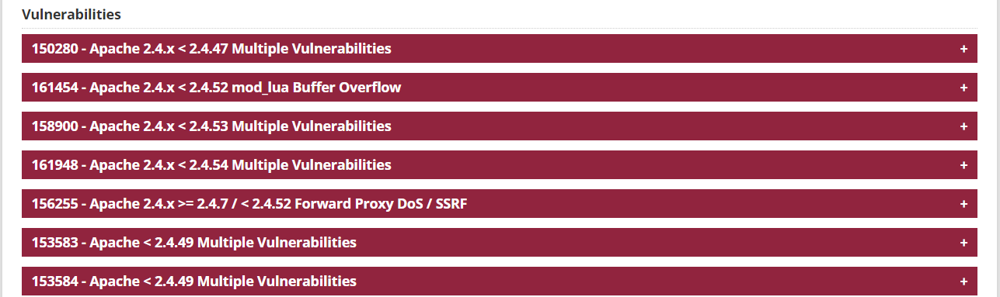 Vulnerabilities
150280 - Apache 2.4.x < 2.4.47 Multiple Vulnerabilities +
161454 - Apache 2.4.x < 2.4.52 mod_lua Buffer Overflow +
158900 - Apache 2.4.x < 2.4.53 Multiple Vulnerabilities +
161948 - Apache 2.4.x < 2.4.54 Multiple Vulnerabilities +
156255 - Apache 2.4.x >= 2.4.7 / < 2.4.52 Forward Proxy DoS / SSRF +
153583 - Apache < 2.4.49 Multiple Vulnerabilities +
153584 - Apache < 2.4.49 Multiple Vulnerabilities +